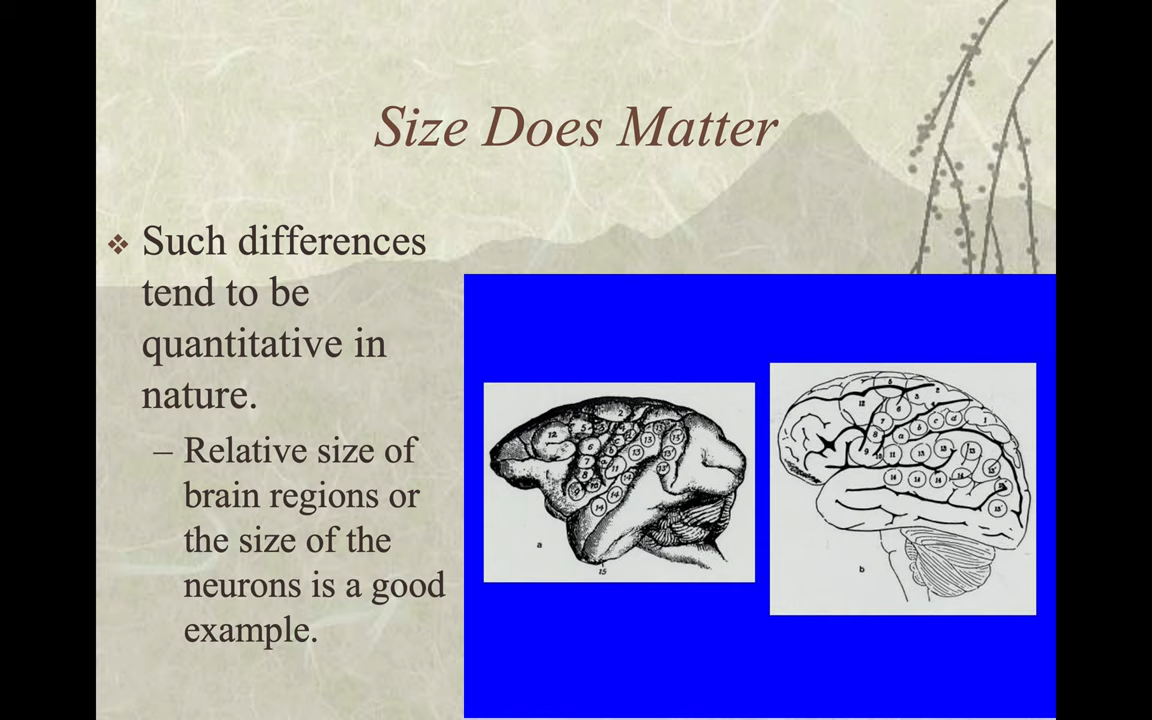 Size Does Matter
Such differences
tend to be
quantitative in
nature.
– Relative size of
brain regions or
the size of the
neurons is a good
example.
a
15
b